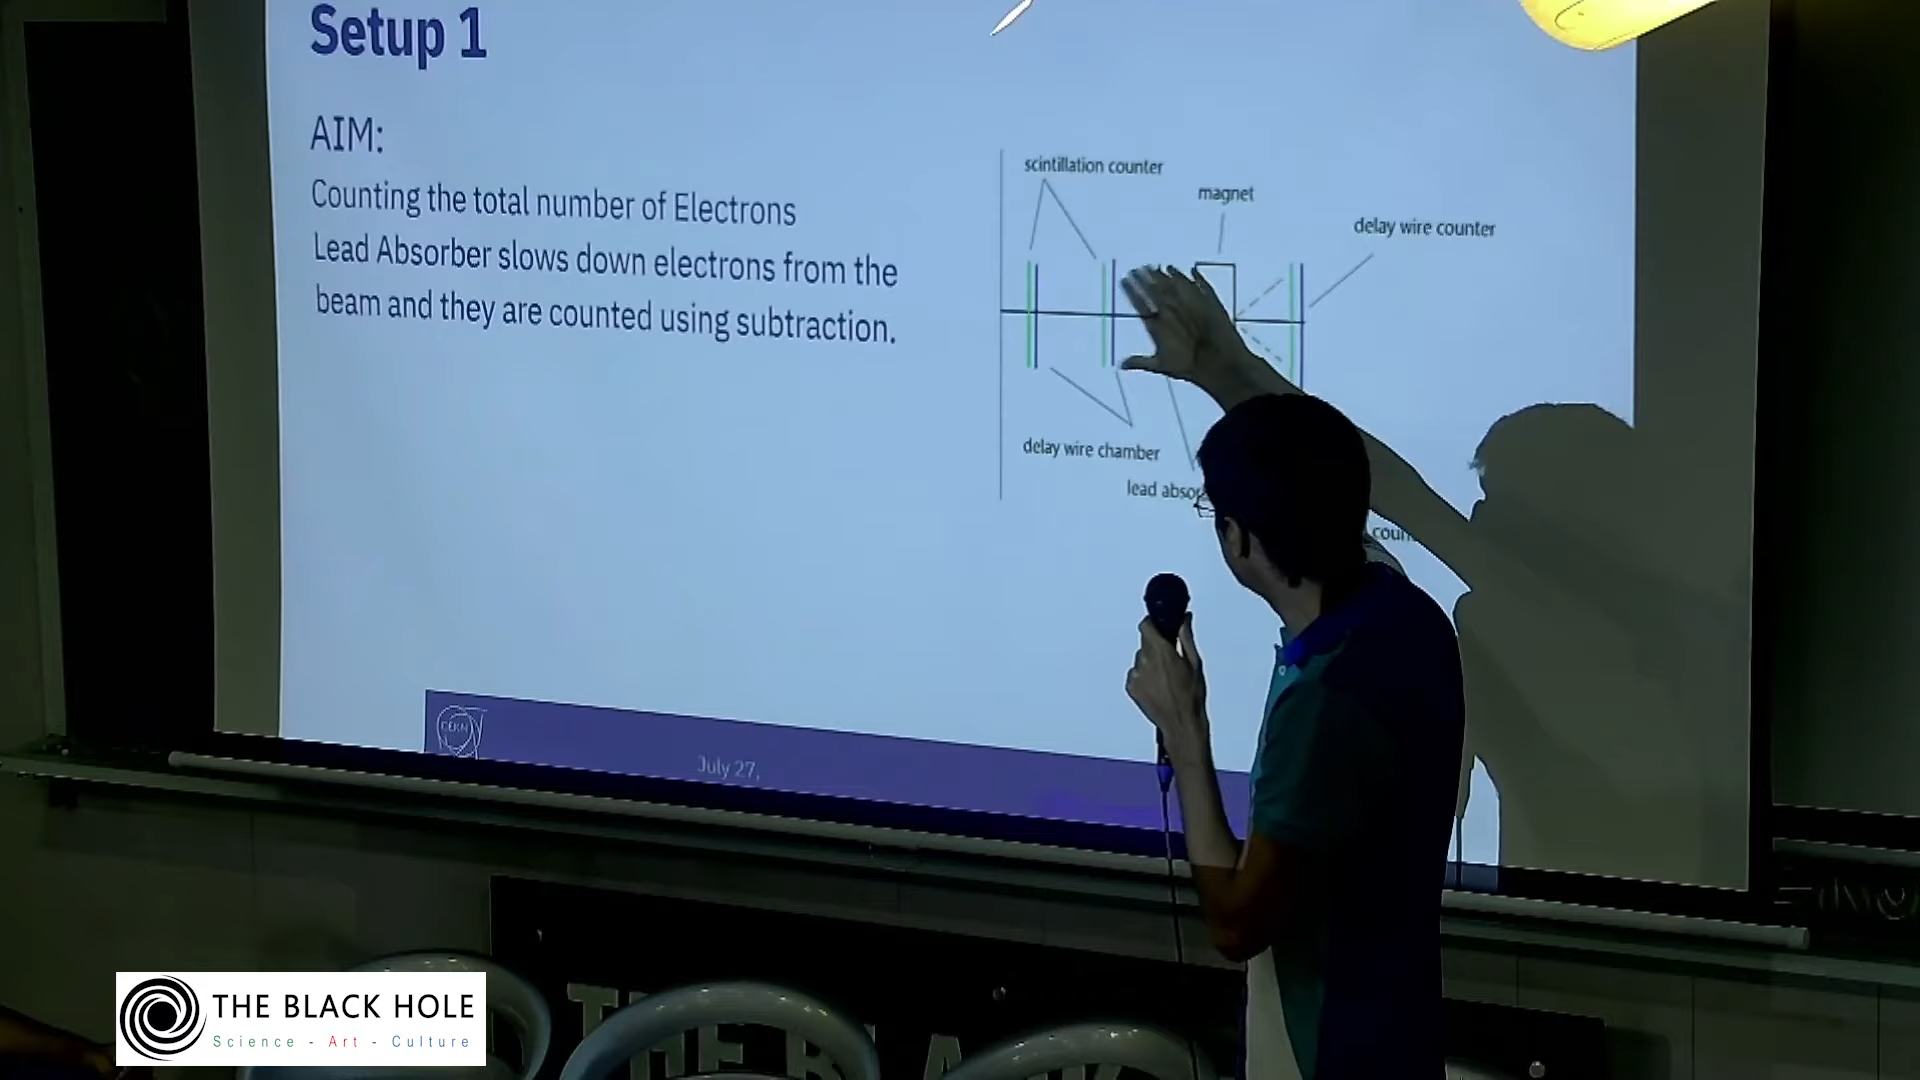 Setup 1
AIM:
Counting the total number of Electrons
Lead Absorber slows down electrons from the
beam and they are counted using subtraction.
scintillation counter
magnet
delay wire counter
delay wire chamber
lead
CERN
July 27,
THE BLACK HOLE
Science - Art - Culture